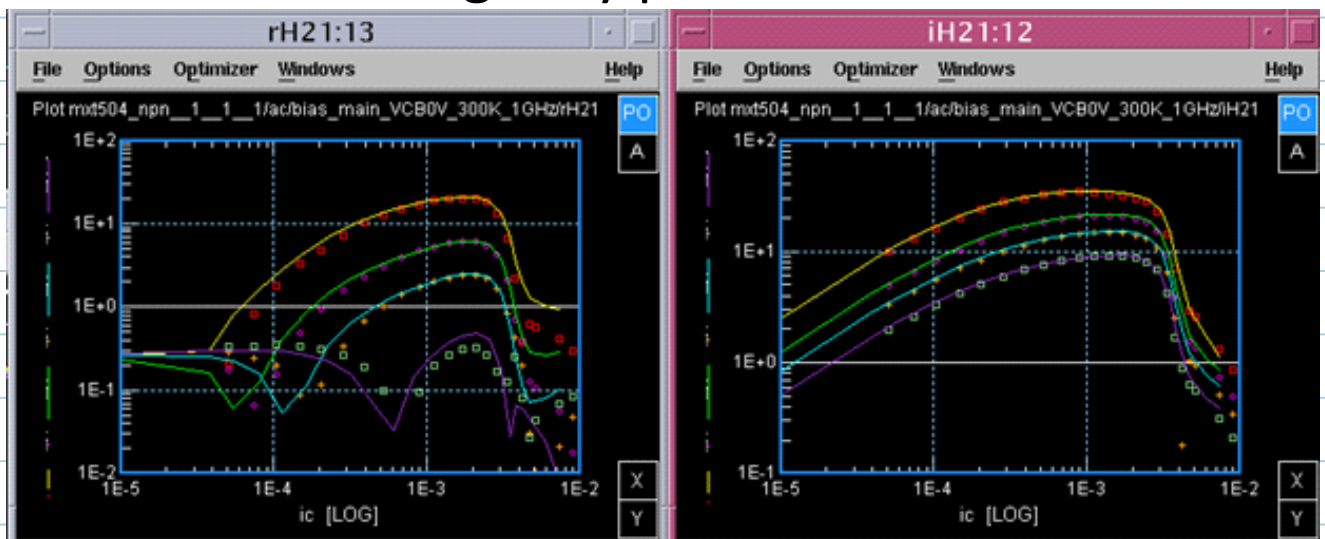 rH21:13
File Options Optimizer Windows Help
Plot mxt504_npn__1__1__1/ac/bias_main_VCB0V_300K_1GHz/rH21
PO
A
1E+2
1E+1
1E+0
1E-1
1E-2
1E-5 1E-4 1E-3 1E-2
ic [LOG]
X
Y
iH21:12
File Options Optimizer Windows Help
Plot mxt504_npn__1__1__1/ac/bias_main_VCB0V_300K_1GHz/iH21
PO
A
1E+2
1E+1
1E+0
1E-1
1E-5 1E-4 1E-3 1E-2
ic [LOG]
X
Y